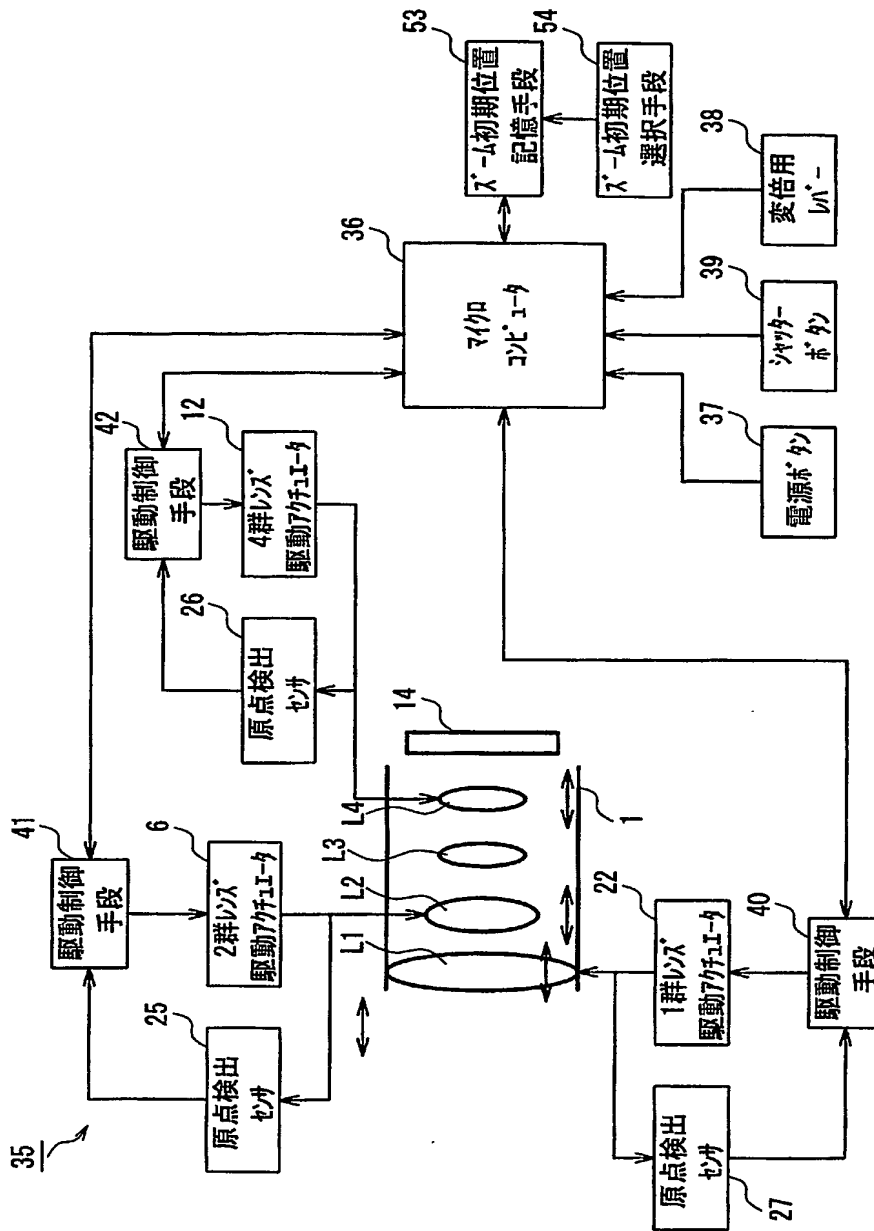 35
25
原点検出
センサ
41
駆動制御
手段
6
2群レンズ
駆動アクチュエータ
26
原点検出
センサ
42
駆動制御
手段
12
4群レンズ
駆動アクチュエータ
L1
L2
L3
L4
14
1
27
原点検出
センサ
22
1群レンズ
駆動アクチュエータ
40
駆動制御
手段
36
マイクロ
コンピュータ
53
ズーム初期位置
記憶手段
54
ズーム初期位置
選択手段
37
電源ボタン
39
シャッター
ボタン
38
変倍用
レバー